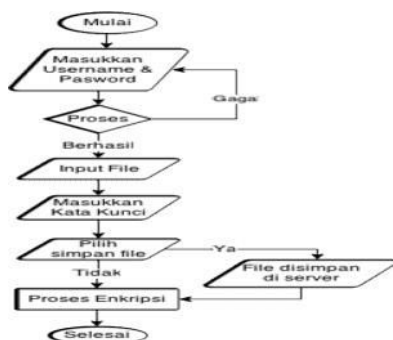 Mulai
Masukkan
Username &
Pasword
Gaga
Proses
Berhasil
Input File
Masukkan
Kata Kunci
Pilih
simpan file
Ya
Tidak
File disimpan
di server
Proses Enkripsi
Selesai